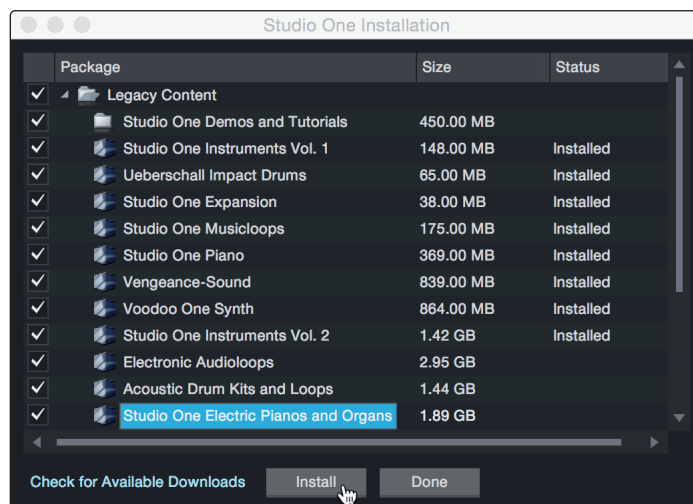 Studio One Installation
Package Size Status
Legacy Content
Studio One Demos and Tutorials 450.00 MB
Studio One Instruments Vol. 1 148.00 MB Installed
Ueberschall Impact Drums 65.00 MB Installed
Studio One Expansion 38.00 MB Installed
Studio One Musicloops 175.00 MB Installed
Studio One Piano 369.00 MB Installed
Vengeance-Sound 839.00 MB Installed
Voodoo One Synth 864.00 MB Installed
Studio One Instruments Vol. 2 1.42 GB Installed
Electronic Audioloops 2.95 GB
Acoustic Drum Kits and Loops 1.44 GB
Studio One Electric Pianos and Organs 1.89 GB
Check for Available Downloads Install Done